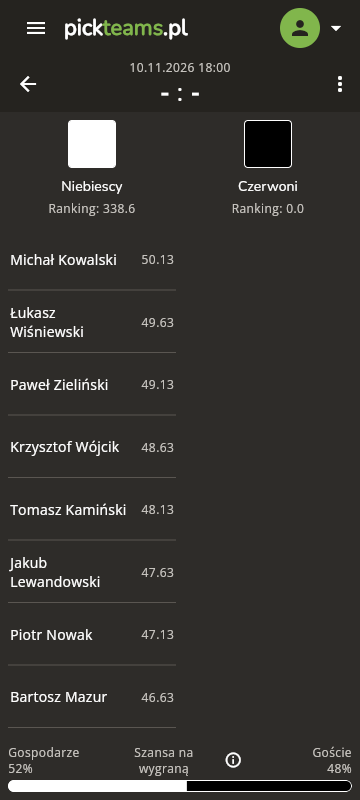 pickteams.pl
10.11.2026 18:00
- : -
Niebiescy
Czerwoni
Ranking: 338.6
Ranking: 0.0
Michał Kowalski 50.13
Łukasz
Wiśniewski 49.63
Paweł Zieliński 49.13
Krzysztof Wójcik 48.63
Tomasz Kamiński 48.13
Jakub
Lewandowski 47.63
Piotr Nowak 47.13
Bartosz Mazur 46.63
Gospodarze
52%
Szansa na
wygraną
Goście
48%